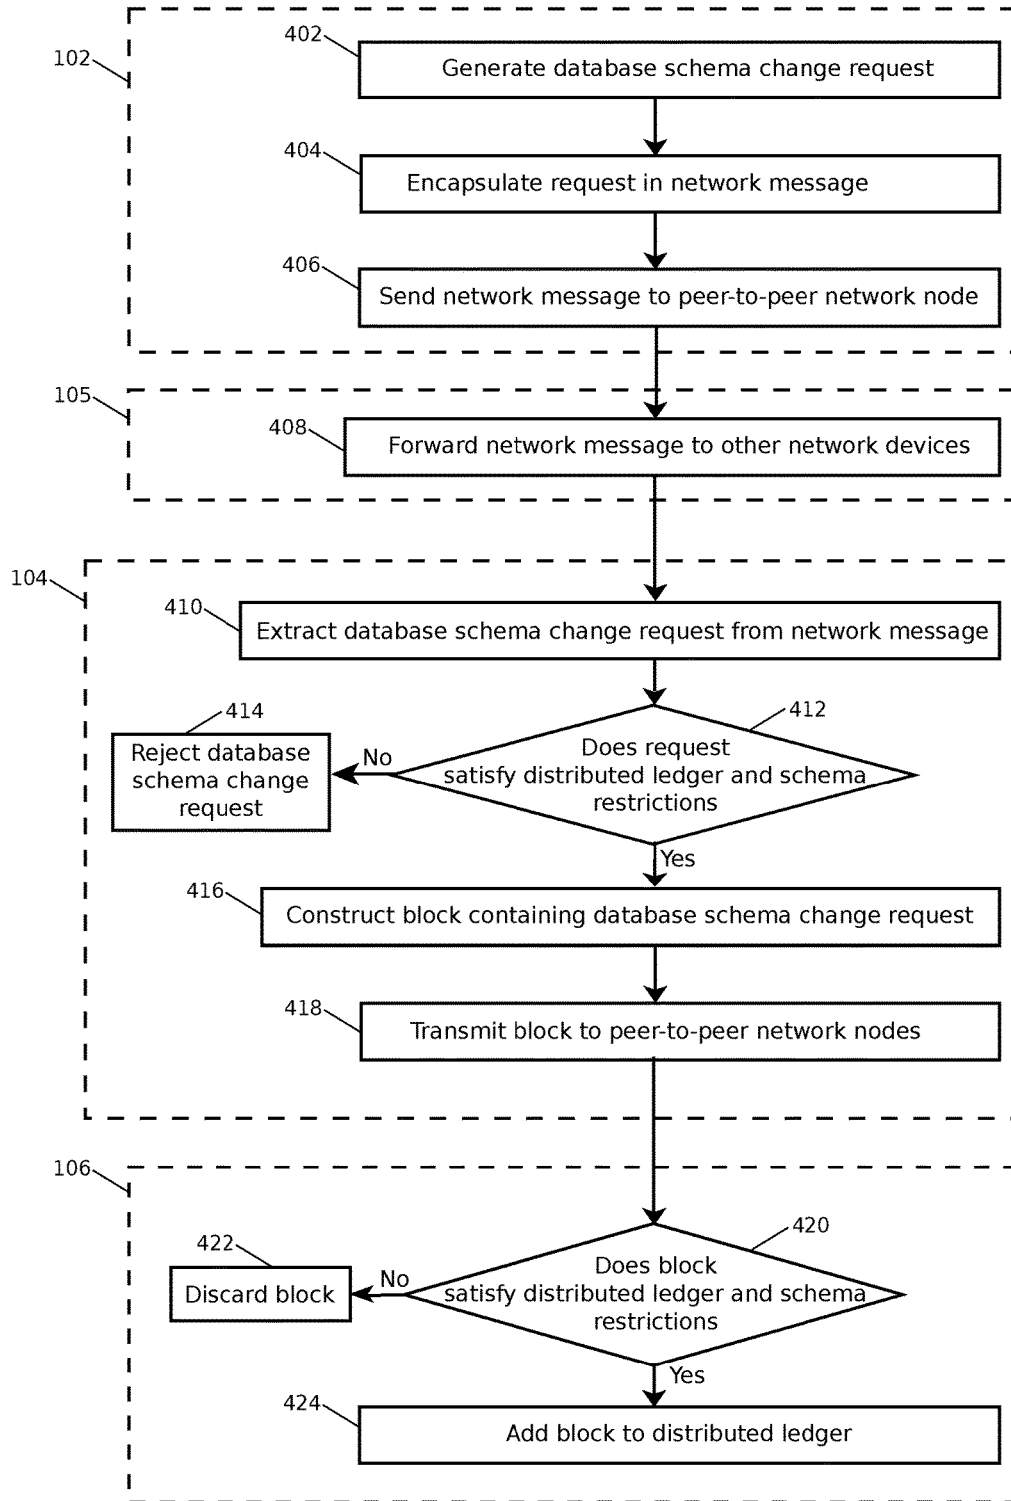 402
102
Generate database schema change request
404
Encapsulate request in network message
406
Send network message to peer-to-peer network node
105
408
Forward network message to other network devices
104
410
Extract database schema change request from network message
414
412
Reject database
schema change
request
No
Does request
satisfy distributed ledger and schema
restrictions
Yes
416
Construct block containing database schema change request
418
Transmit block to peer-to-peer network nodes
106
420
422
Discard block
No
Does block
satisfy distributed ledger and schema
restrictions
Yes
424
Add block to distributed ledger